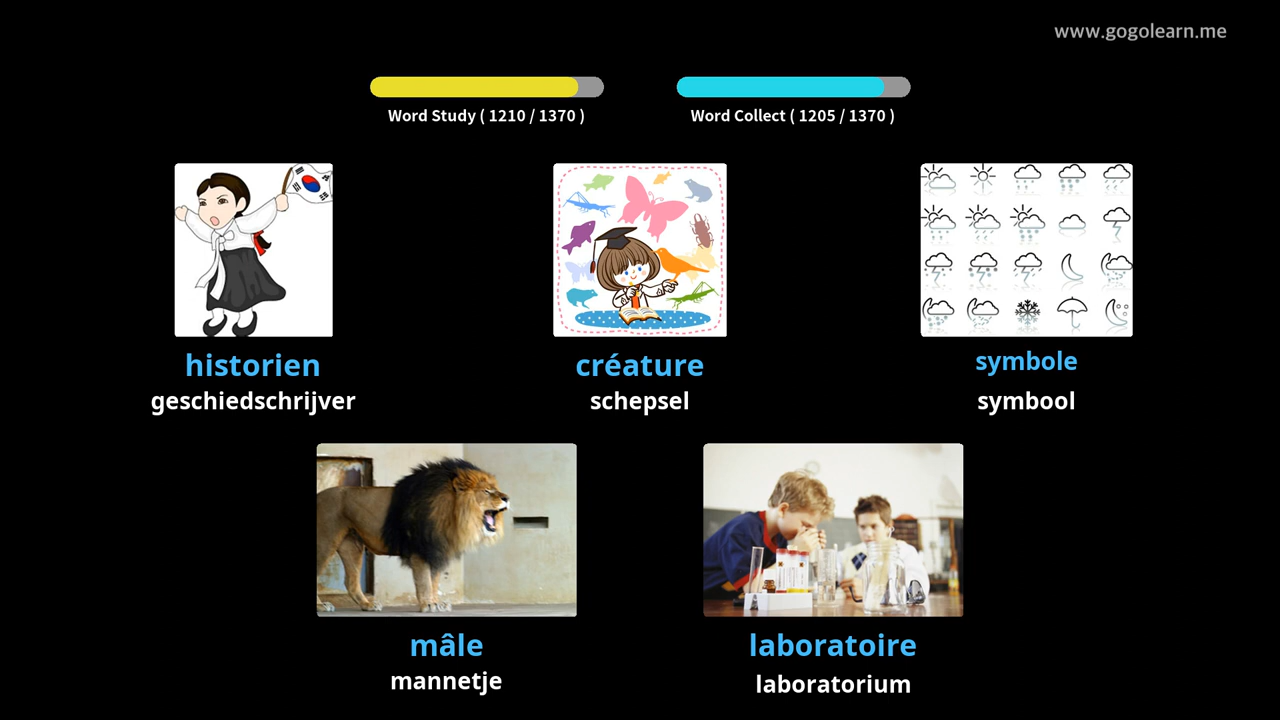 www.gogolearn.me
Word Study ( 1210 / 1370 )
Word Collect ( 1205 / 1370 )
historien
créature
symbole
geschiedschrijver
schepsel
symbool
mâle
laboratoire
mannetje
laboratorium